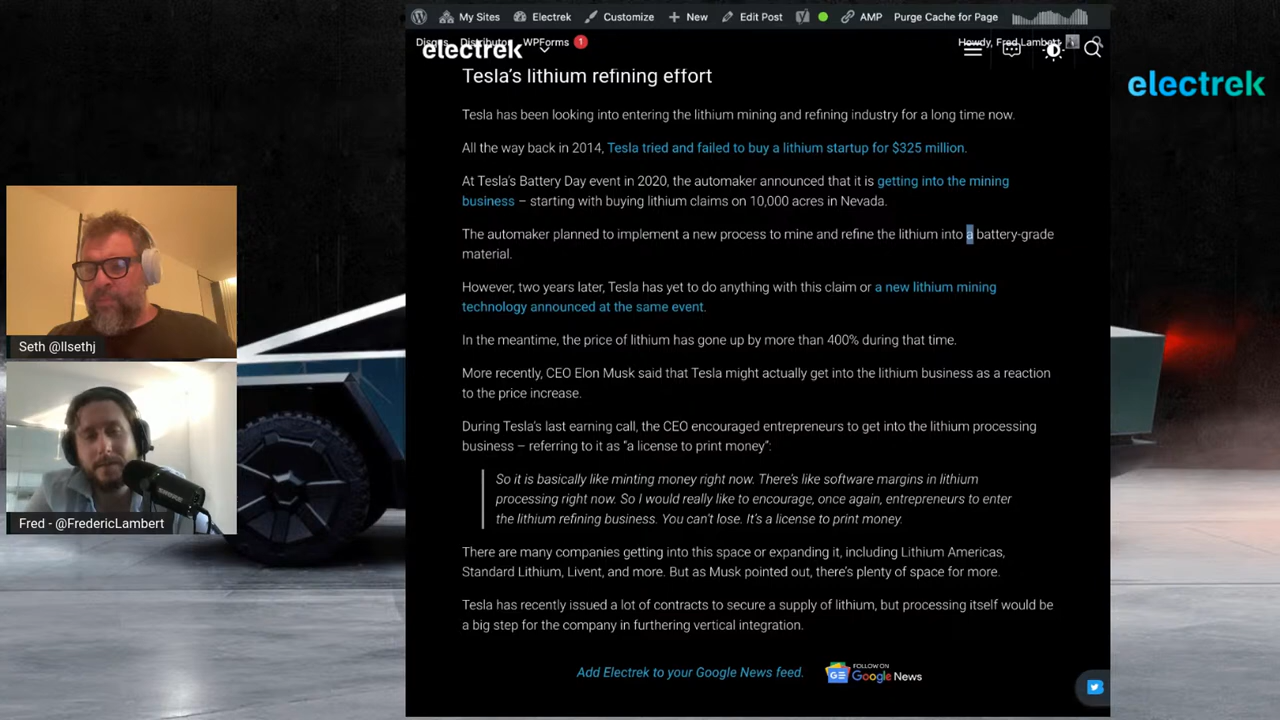 My Sites Electrek Customize + New Edit Post AMP Purge Cache for Page
Disqus Distributor WPForms 1 Howdy, Fred Lambert
electrek
electrek
Tesla's lithium refining effort
Tesla has been looking into entering the lithium mining and refining industry for a long time now.
All the way back in 2014, Tesla tried and failed to buy a lithium startup for $325 million.
At Tesla's Battery Day event in 2020, the automaker announced that it is getting into the mining
business – starting with buying lithium claims on 10,000 acres in Nevada.
The automaker planned to implement a new process to mine and refine the lithium into a battery-grade
material.
However, two years later, Tesla has yet to do anything with this claim or a new lithium mining
technology announced at the same event.
In the meantime, the price of lithium has gone up by more than 400% during that time.
More recently, CEO Elon Musk said that Tesla might actually get into the lithium business as a reaction
to the price increase.
During Tesla's last earning call, the CEO encouraged entrepreneurs to get into the lithium processing
business – referring to it as "a license to print money":
So it is basically like minting money right now. There's like software margins in lithium
processing right now. So I would really like to encourage, once again, entrepreneurs to enter
the lithium refining business. You can't lose. It's a license to print money.
There are many companies getting into this space or expanding it, including Lithium Americas,
Standard Lithium, Livent, and more. But as Musk pointed out, there's plenty of space for more.
Tesla has recently issued a lot of contracts to secure a supply of lithium, but processing itself would be
a big step for the company in furthering vertical integration.
Add Electrek to your Google News feed.
FOLLOW ON
Google News
Seth @llsethj
Fred - @FredericLambert